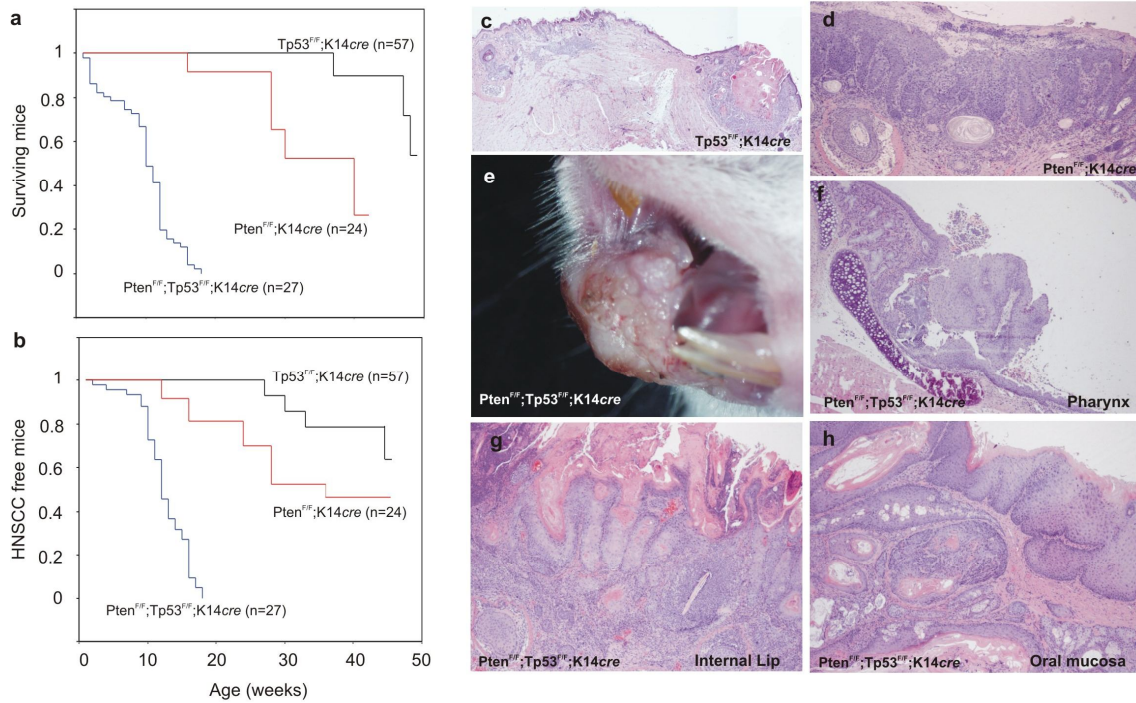 a
Surviving mice
1
0.8
0.6
0.4
0.2
0
Tp53F/F;K14cre (n=57)
PtenF/F;K14cre (n=24)
PtenF/F;Tp53F/F;K14cre (n=27)
b
HNSCC free mice
1
0.8
0.6
0.4
0.2
0
Tp53F/F;K14cre (n=57)
PtenF/F;K14cre (n=24)
PtenF/F;Tp53F/F;K14cre (n=27)
0 10 20 30 40 50
Age (weeks)
c
Tp53F/F;K14cre
d
PtenF/F;K14cre
e
PtenF/F;Tp53F/F;K14cre
f
PtenF/F;Tp53F/F;K14cre Pharynx
g
PtenF/F;Tp53F/F;K14cre Internal Lip
h
PtenF/F;Tp53F/F;K14cre Oral mucosa